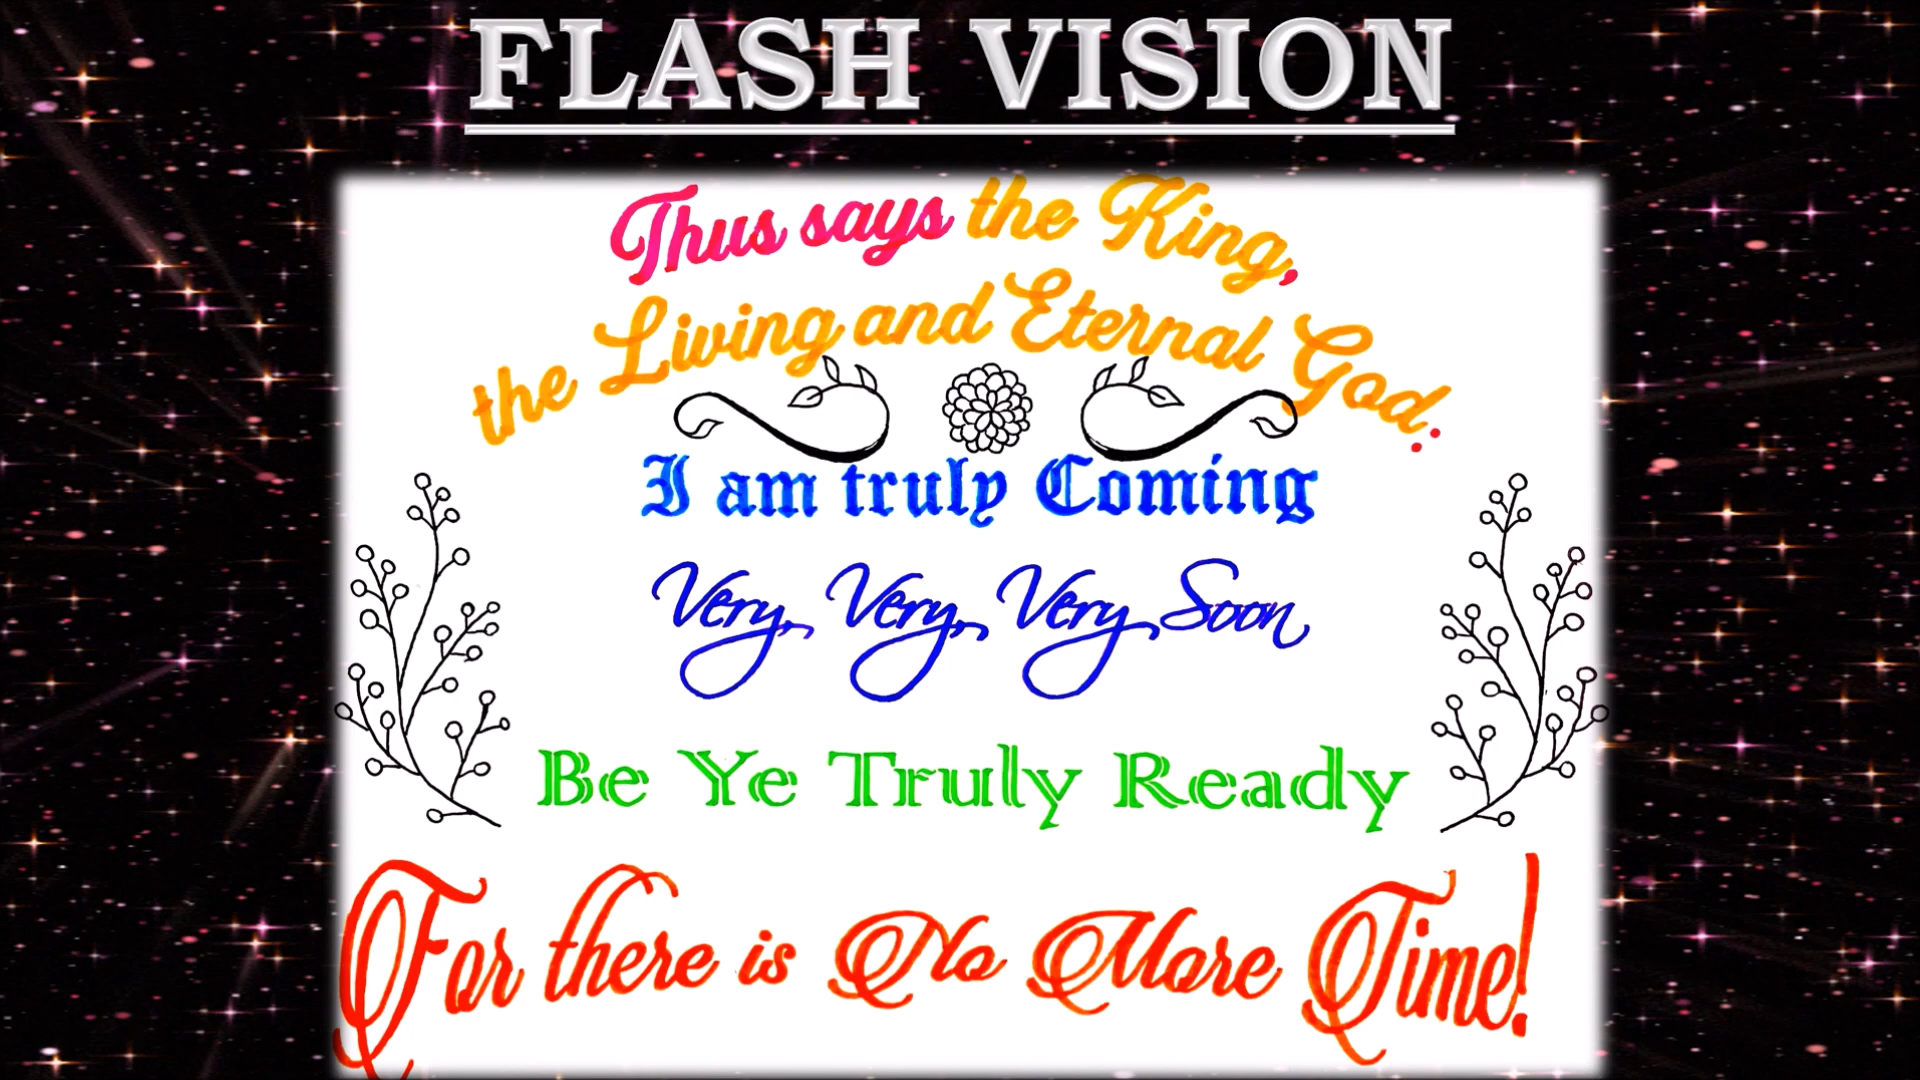 FLASH VISION
Thus says the King,
the Living and Eternal God:
I am truly Coming
Very, Very, Very Soon
Be Ye Truly Ready
For there is No More Time!